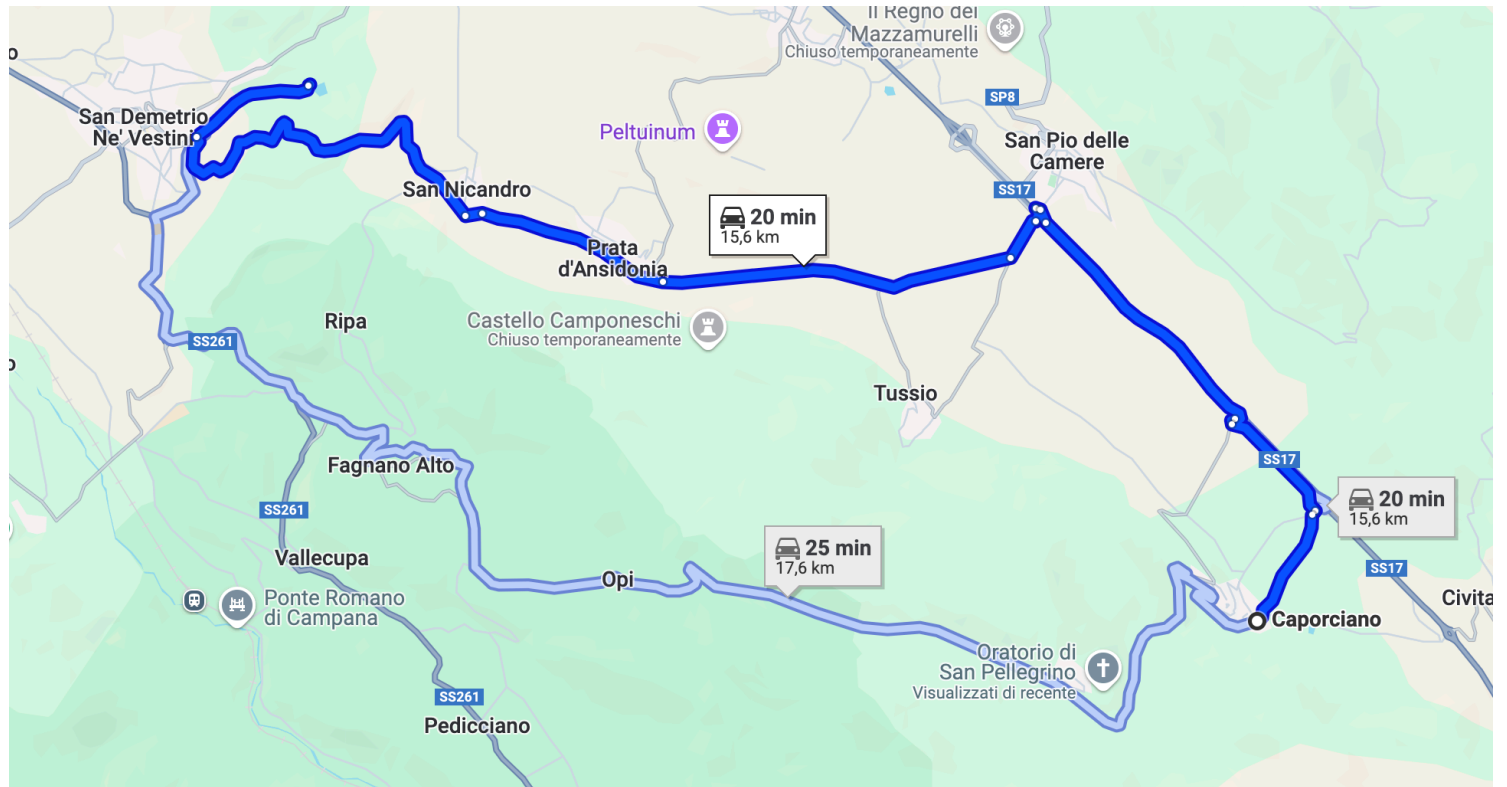 Il Regno dei
Mazzamurelli
Chiuso temporaneamente
SP8
San Demetrio
Ne' Vestini
Peltuinum
San Pio delle
Camere
SS17
San Nicandro
20 min
15,6 km
Prata
d'Ansidonia
Castello Camponeschi
Chiuso temporaneamente
Ripa
SS261
Tussio
Fagnano Alto
SS17
20 min
15,6 km
SS261
25 min
17,6 km
Vallecupa
SS17
Opi
Ponte Romano
di Campana
Civita
Caporciano
Oratorio di
San Pellegrino
Visualizzati di recente
SS261
Pedicciano